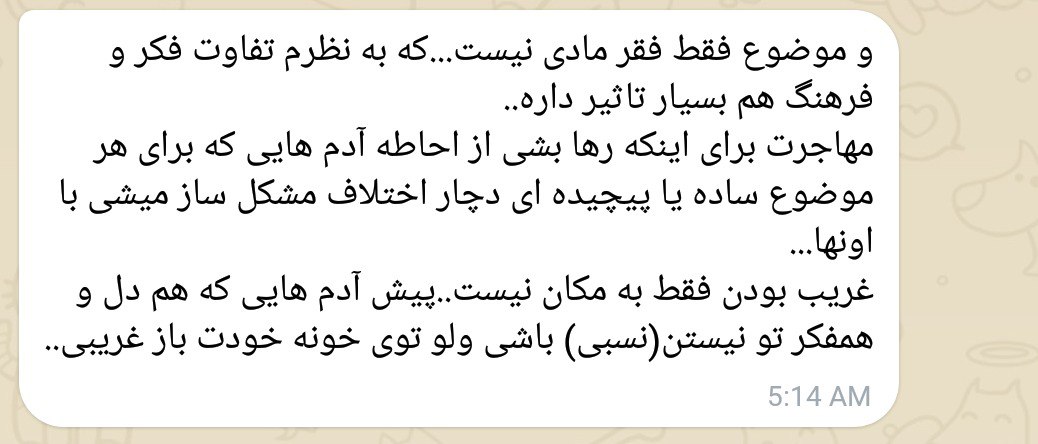 و موضوع فقط فقر مادی نیست...که به نظرم تفاوت فکر و
فرهنگ هم بسیار تاثیر داره..
مهاجرت برای اینکه رها بشی از احاطه آدم هایی که برای هر
موضوع ساده یا پیچیده ای دچار اختلاف مشکل ساز میشی با
اونها...
غریب بودن فقط به مکان نیست..پیش آدم هایی که هم دل و
همفکر تو نیستن(نسبی) باشی ولو توی خونه خودت باز غریبی..
5:14 AM